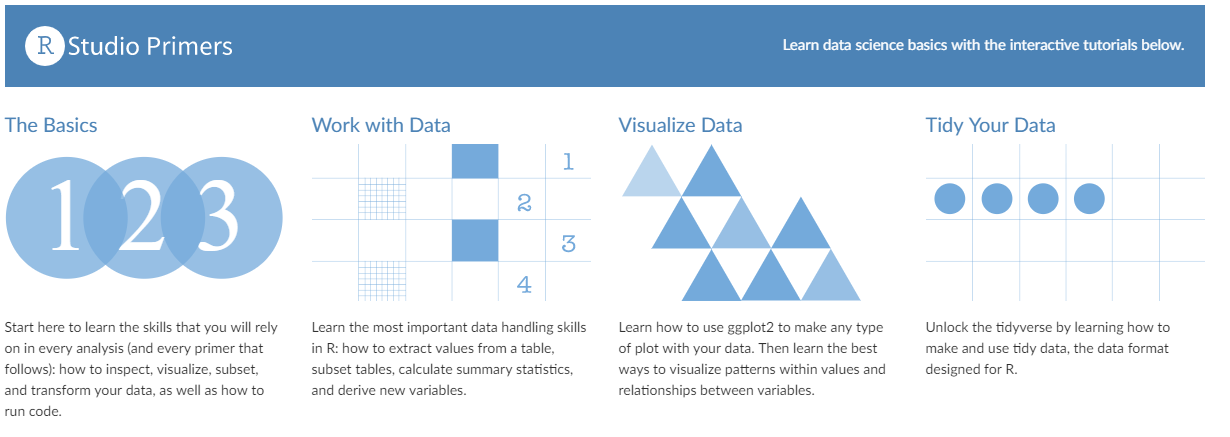 R Studio Primers
Learn data science basics with the interactive tutorials below.
The Basics
1 2 3
Start here to learn the skills that you will rely
on in every analysis (and every primer that
follows): how to inspect, visualize, subset,
and transform your data, as well as how to
run code.
Work with Data
1
2
3
4
Learn the most important data handling skills
in R: how to extract values from a table,
subset tables, calculate summary statistics,
and derive new variables.
Visualize Data
Learn how to use ggplot2 to make any type
of plot with your data. Then learn the best
ways to visualize patterns within values and
relationships between variables.
Tidy Your Data
Unlock the tidyverse by learning how to
make and use tidy data, the data format
designed for R.